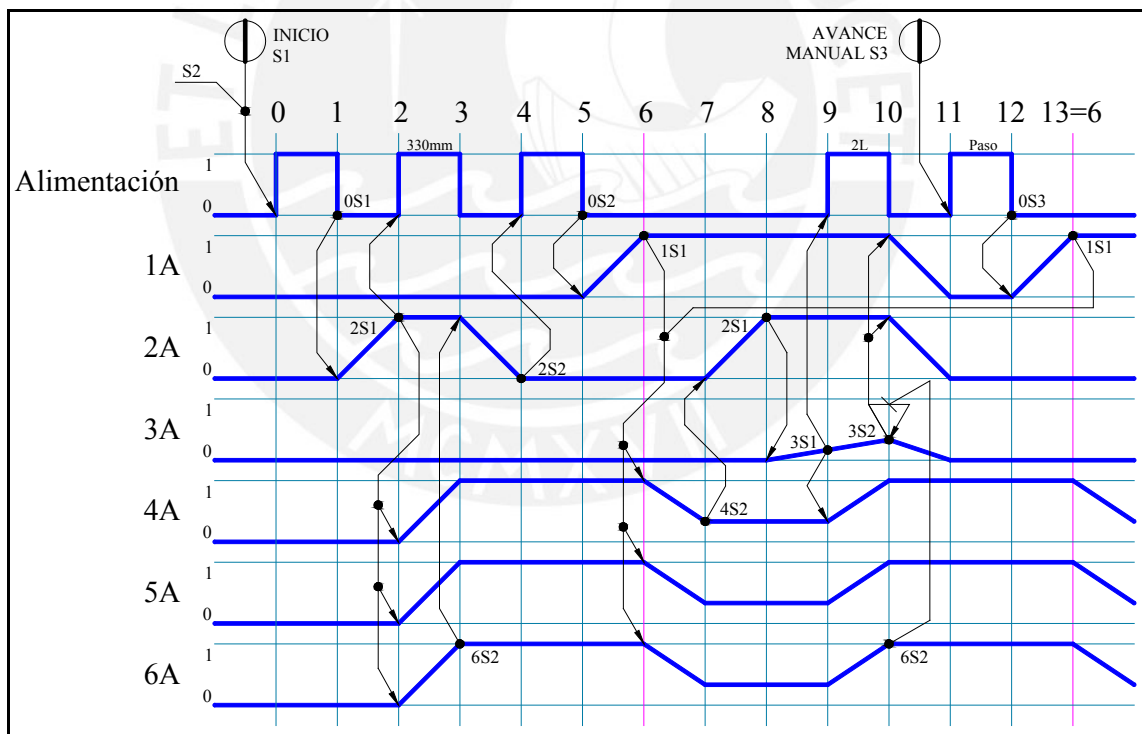 INICIO
S1
AVANCE
MANUAL S3
S2
0 1 2 3 4 5 6 7 8 9 10 11 12 13=6
330mm 2L Paso
Alimentación
1
0
0S1 0S2 0S3
1A
1
0
1S1 1S1
2A
1
0
2S1 2S2 2S1
3A
1
0
3S1 3S2
4A
1
0
4S2
5A
1
0
6A
1
0
6S2 6S2
MCMXVII